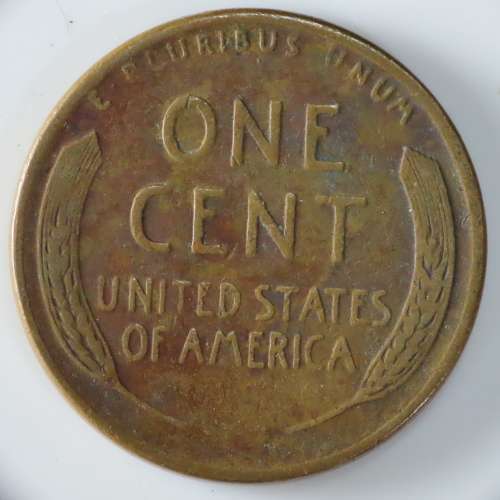 E PLURIBUS UNUM
ONE
CENT
UNITED STATES
OF AMERICA